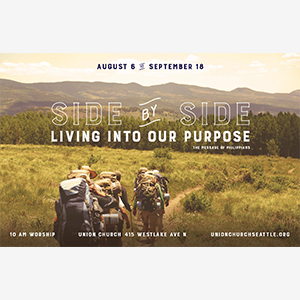 AUGUST 6 TO SEPTEMBER 18
SIDE BY SIDE
LIVING INTO OUR PURPOSE
THE MESSAGE OF PHILIPPIANS
10 AM WORSHIP UNION CHURCH 415 WESTLAKE AVE N UNIONCHURCHSEATTLE.ORG